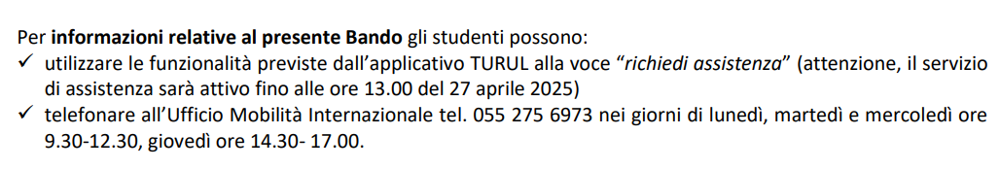 Per informazioni relative al presente Bando gli studenti possono:
✓ utilizzare le funzionalità previste dall’applicativo TURUL alla voce “richiedi assistenza” (attenzione, il servizio
di assistenza sarà attivo fino alle ore 13.00 del 27 aprile 2025)
✓ telefonare all’Ufficio Mobilità Internazionale tel. 055 275 6973 nei giorni di lunedì, martedì e mercoledì ore
9.30-12.30, giovedì ore 14.30- 17.00.